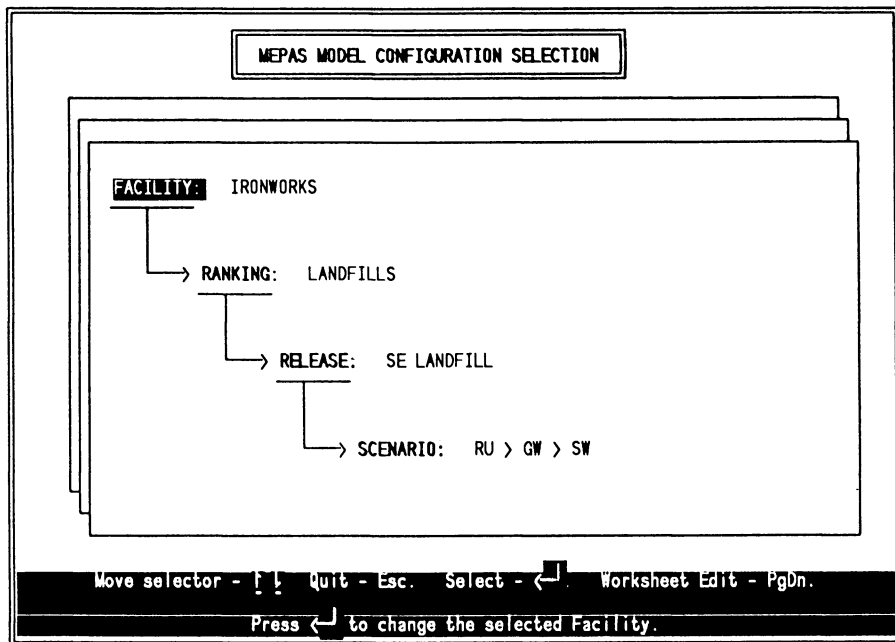 MEPAS MODEL CONFIGURATION SELECTION
FACILITY: IRONWORKS
RANKING: LANDFILLS
RELEASE: SE LANDFILL
SCENARIO: RU > GW > SW
Move selector - ↑ ↓ Quit - Esc. Select - ↵. Worksheet Edit - PgDn.
Press ↵ to change the selected Facility.